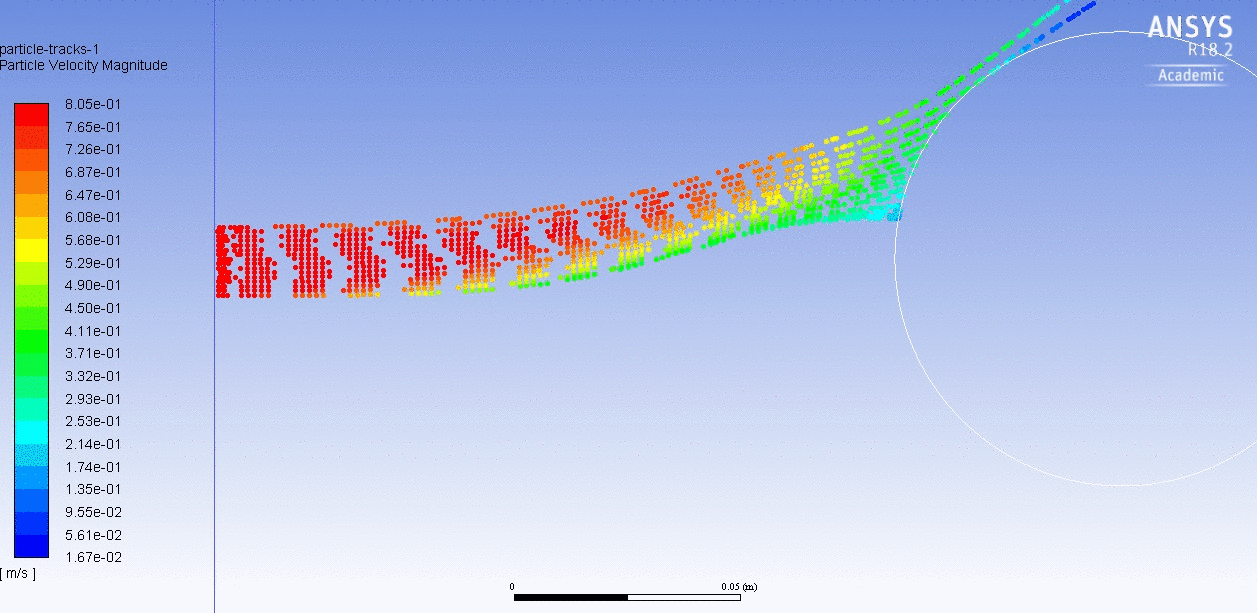 particle-tracks-1
Particle Velocity Magnitude
8.05e-01
7.65e-01
7.26e-01
6.87e-01
6.47e-01
6.08e-01
5.68e-01
5.29e-01
4.90e-01
4.50e-01
4.11e-01
3.71e-01
3.32e-01
2.93e-01
2.53e-01
2.14e-01
1.74e-01
1.35e-01
9.55e-02
5.61e-02
1.67e-02
[ m/s ]
ANSYS
R18.2
Academic
0 0.05 (m)